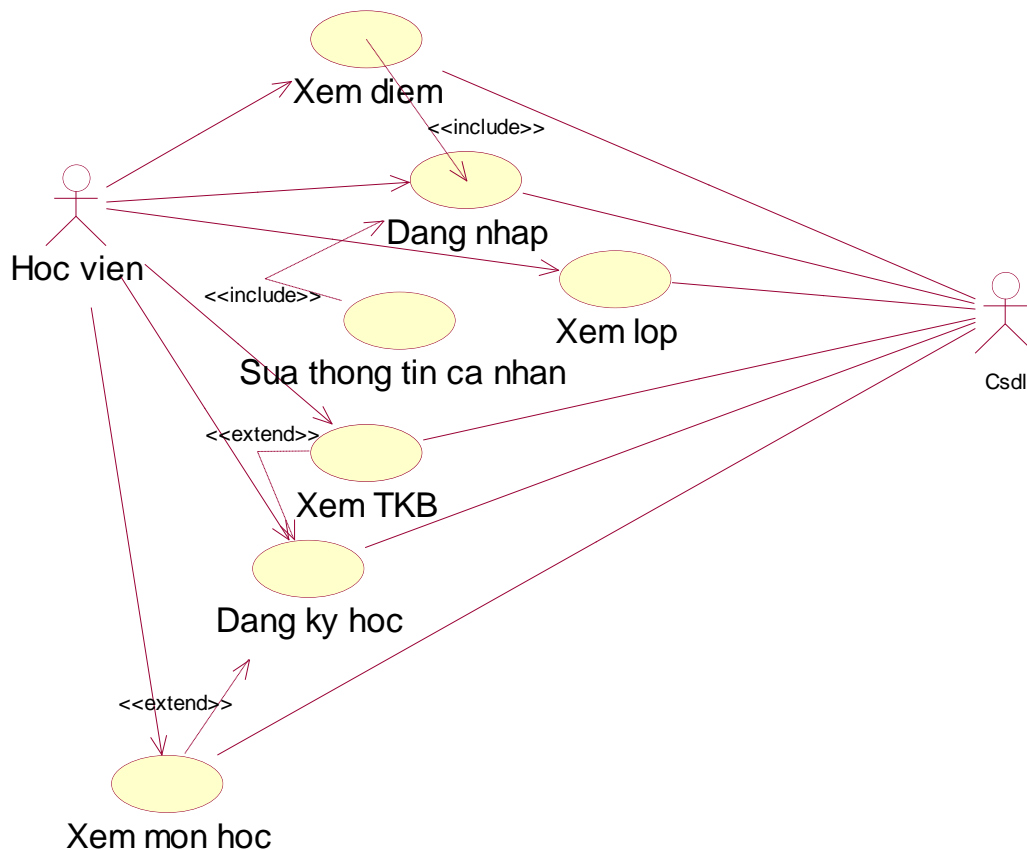 Xem diem
<<include>>
Dang nhap
Hoc vien
<<include>>
Xem lop
Sua thong tin ca nhan
Csdl
<<extend>>
Xem TKB
Dang ky hoc
<<extend>>
Xem mon hoc